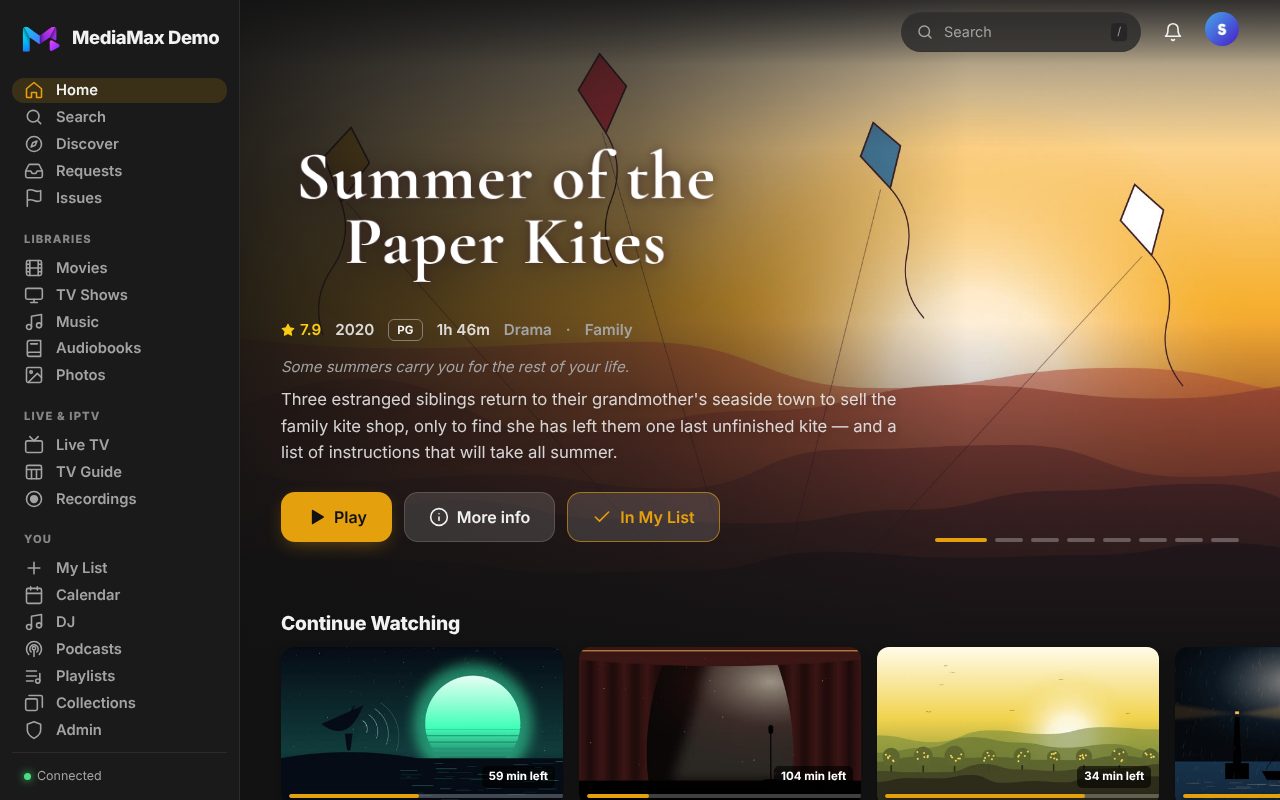 MediaMax Demo
Search
/
S
Home
Search
Discover
Requests
Issues
LIBRARIES
Movies
TV Shows
Music
Audiobooks
Photos
LIVE & IPTV
Live TV
TV Guide
Recordings
YOU
My List
Calendar
DJ
Podcasts
Playlists
Collections
Admin
Connected
Summer of the
Paper Kites
7.9 2020 PG 1h 46m Drama · Family
Some summers carry you for the rest of your life.
Three estranged siblings return to their grandmother's seaside town to sell the
family kite shop, only to find she has left them one last unfinished kite — and a
list of instructions that will take all summer.
Play
More info
In My List
Continue Watching
59 min left
104 min left
34 min left